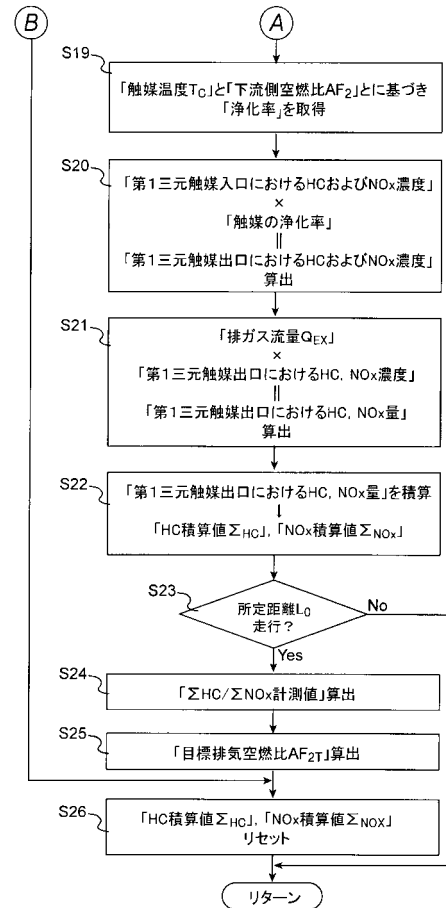 B
A
S19
「触媒温度TC」と「下流側空燃比AF2」とに基づき
「浄化率」を取得
S20
「第1三元触媒入口におけるHCおよびNOx濃度」
×
「触媒の浄化率」
||
「第1三元触媒出口におけるHCおよびNOx濃度」
算出
S21
「排ガス流量QEX」
×
「第1三元触媒出口におけるHC, NOx濃度」
||
「第1三元触媒出口におけるHC, NOx量」
算出
S22
「第1三元触媒出口におけるHC, NOx量」を積算
↓
「HC積算値ΣHC」, 「NOx積算値ΣNOx」
S23
所定距離L0
走行？
No
Yes
S24
「ΣHC/ΣNOx計測値」算出
S25
「目標排気空燃比AF2T」算出
S26
「HC積算値ΣHC」, 「NOx積算値ΣNOX」
リセット
リターン